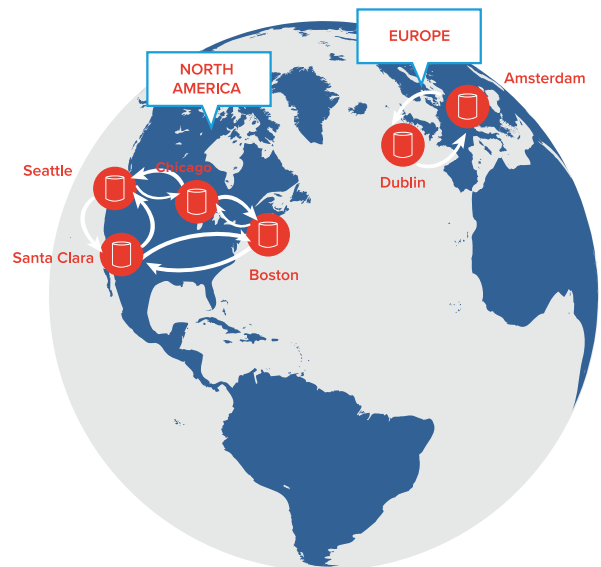 EUROPE
NORTH
AMERICA
Amsterdam
Seattle
Chicago
Dublin
Santa Clara
Boston